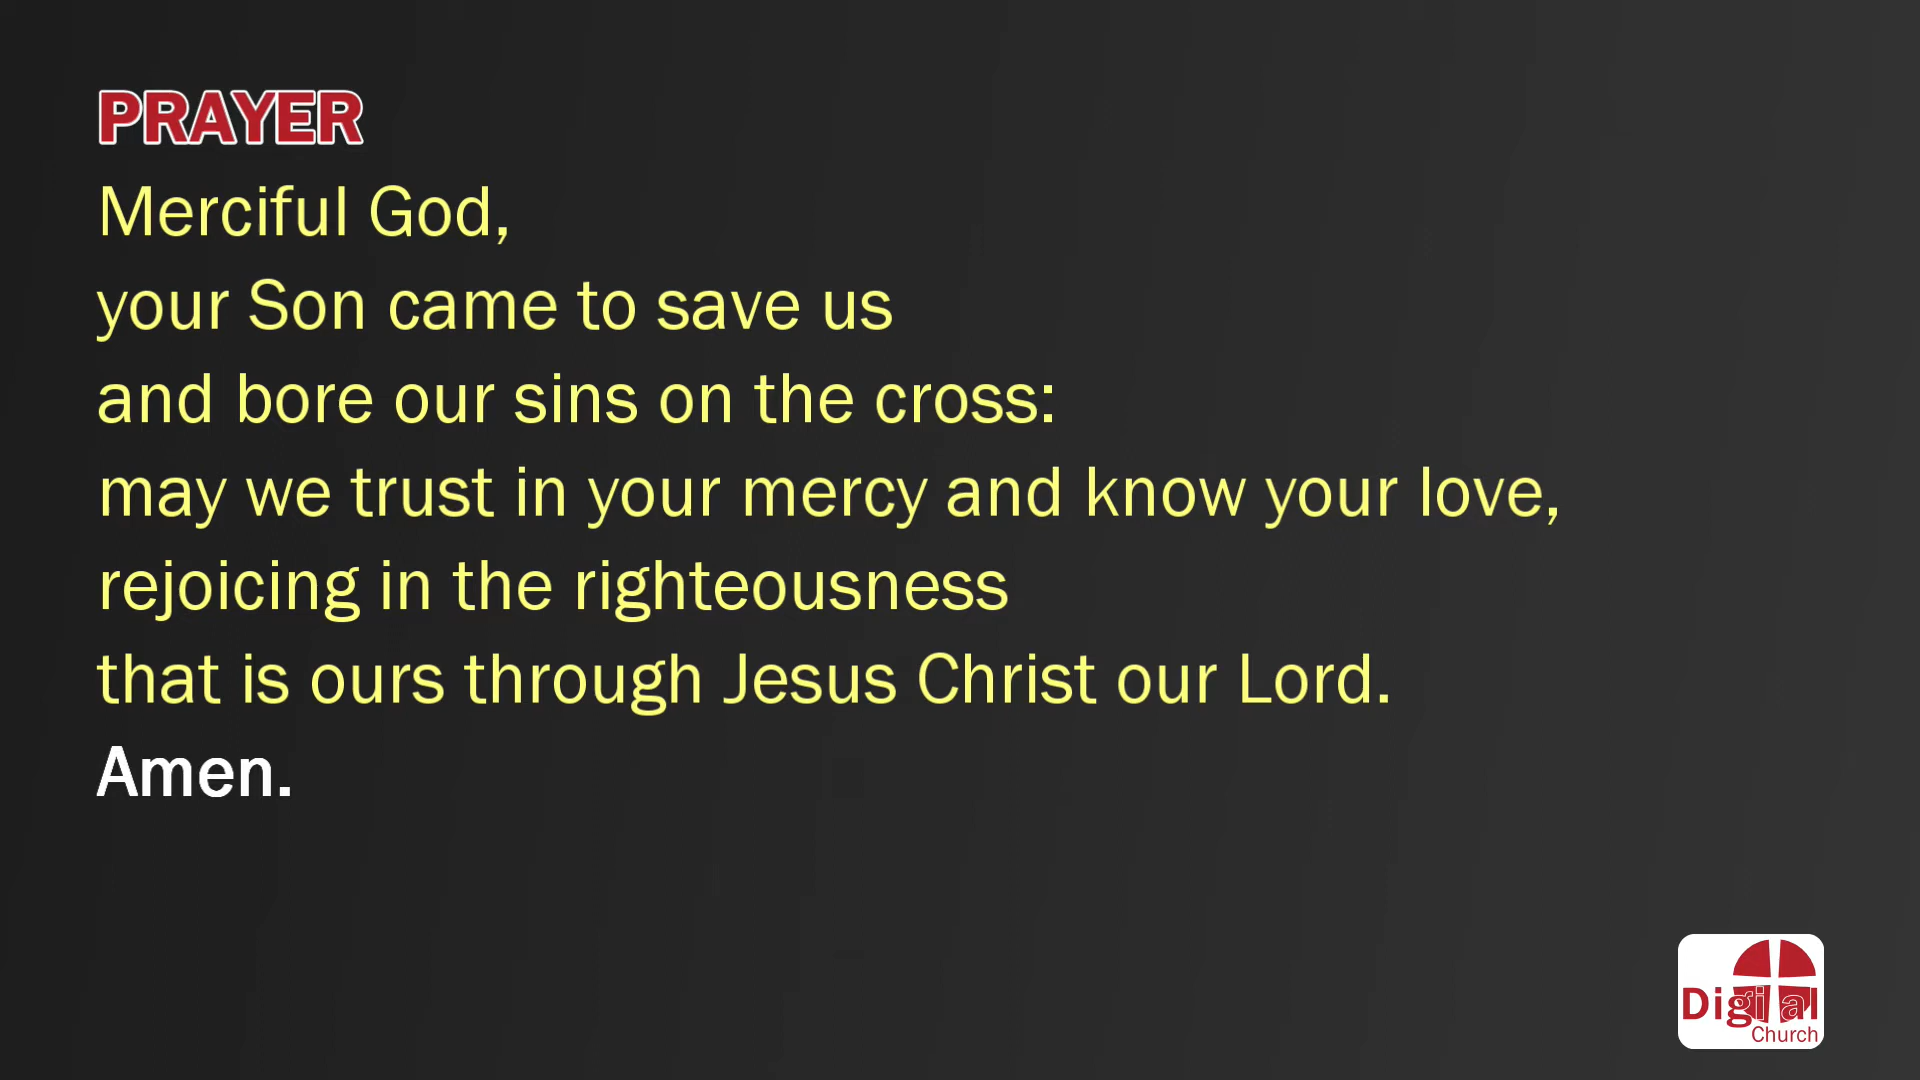 PRAYER
Merciful God,
your Son came to save us
and bore our sins on the cross:
may we trust in your mercy and know your love,
rejoicing in the righteousness
that is ours through Jesus Christ our Lord.
Amen.
Digital
Church